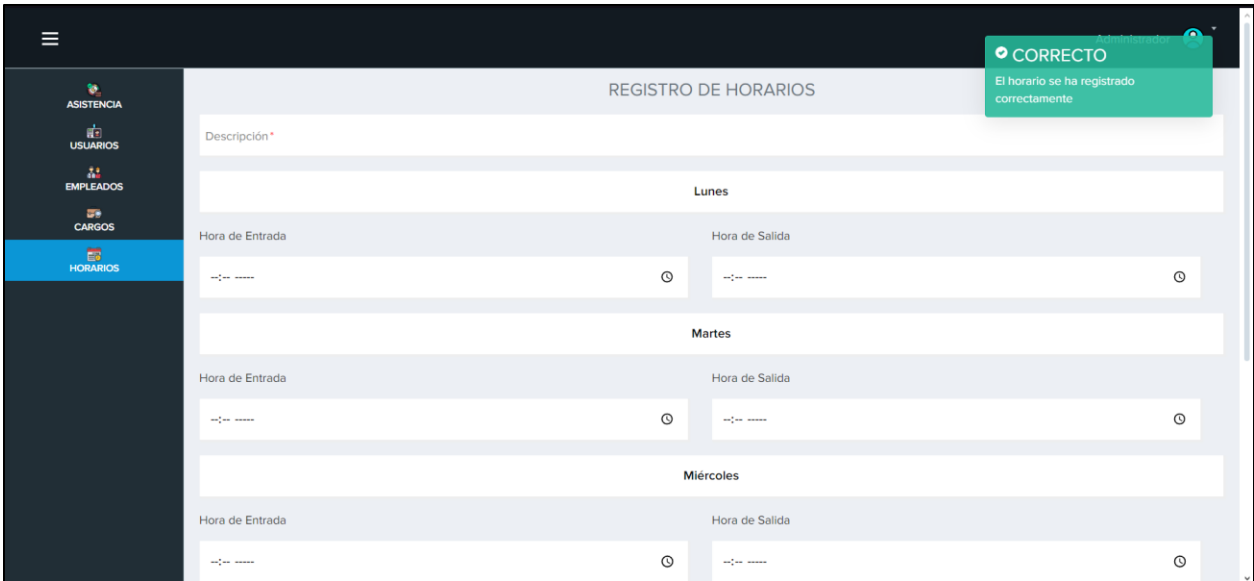 Administrador
CORRECTO
El horario se ha registrado
correctamente
ASISTENCIA
USUARIOS
EMPLEADOS
CARGOS
HORARIOS
REGISTRO DE HORARIOS
Descripción*
Lunes
Hora de Entrada Hora de Salida
--:-- ----- --:-- -----
Martes
Hora de Entrada Hora de Salida
--:-- ----- --:-- -----
Miércoles
Hora de Entrada Hora de Salida
--:-- ----- --:-- -----